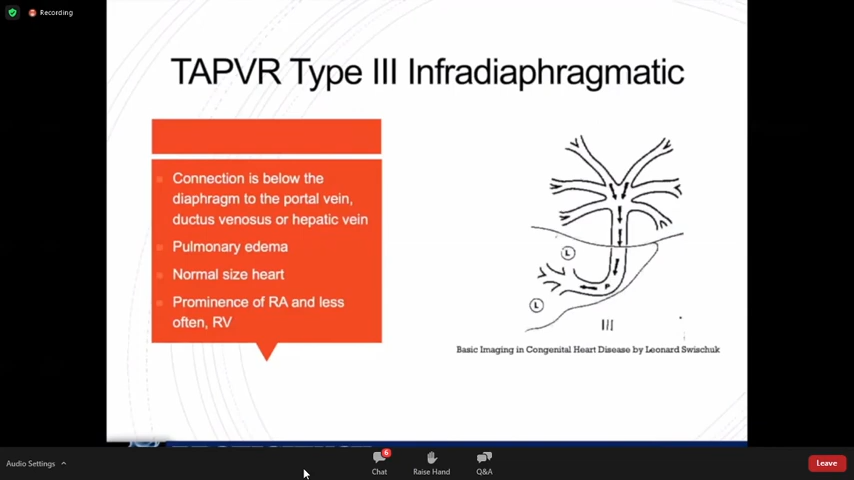 Recording
TAPVR Type III Infradiaphragmatic
Connection is below the
diaphragm to the portal vein,
ductus venosus or hepatic vein
Pulmonary edema
Normal size heart
Prominence of RA and less
often, RV
L
P
L
III
Basic Imaging in Congenital Heart Disease by Leonard Swischuk
Audio Settings
6
Chat
Raise Hand
Q&A
Leave